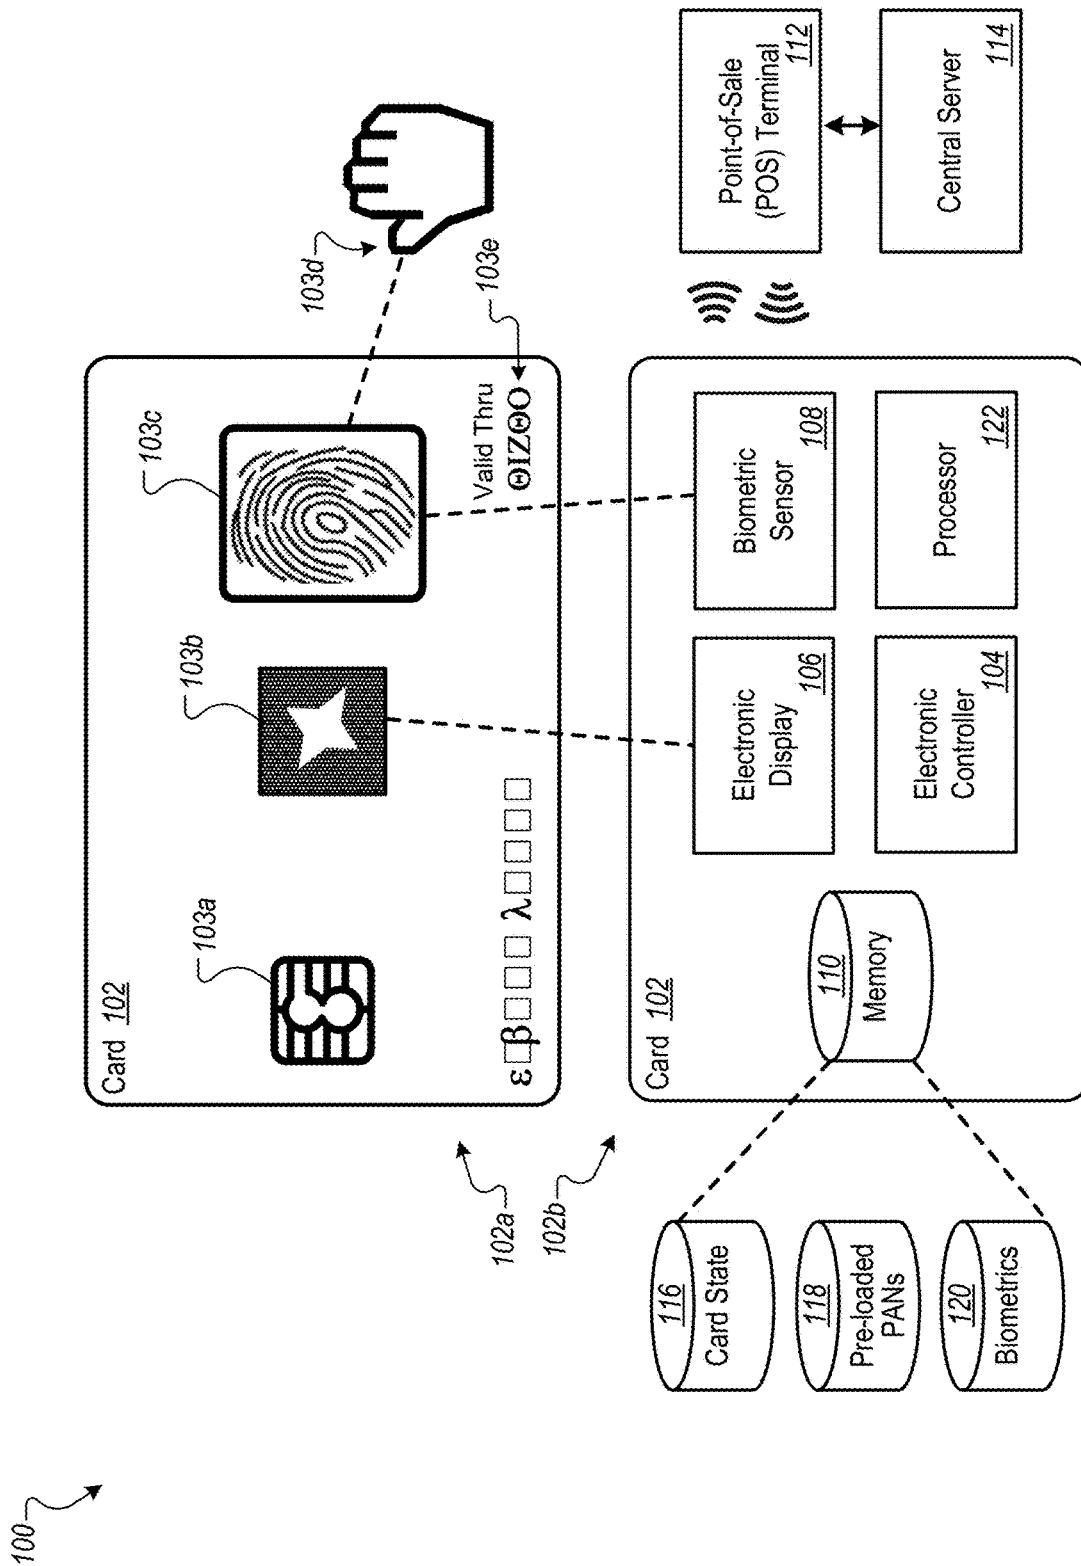 100
Card 102
103a
103b
103c
103d
ε□β□□□λ□□□□
Valid Thru
ΘΙΖΘΟ
103e
102a
102b
Card 102
110
Memory
Electronic
Display
106
Biometric
Sensor
108
Electronic
Controller
104
Processor
122
116
Card State
118
Pre-loaded
PANs
120
Biometrics
Point-of-Sale
(POS) Terminal
112
Central Server
114